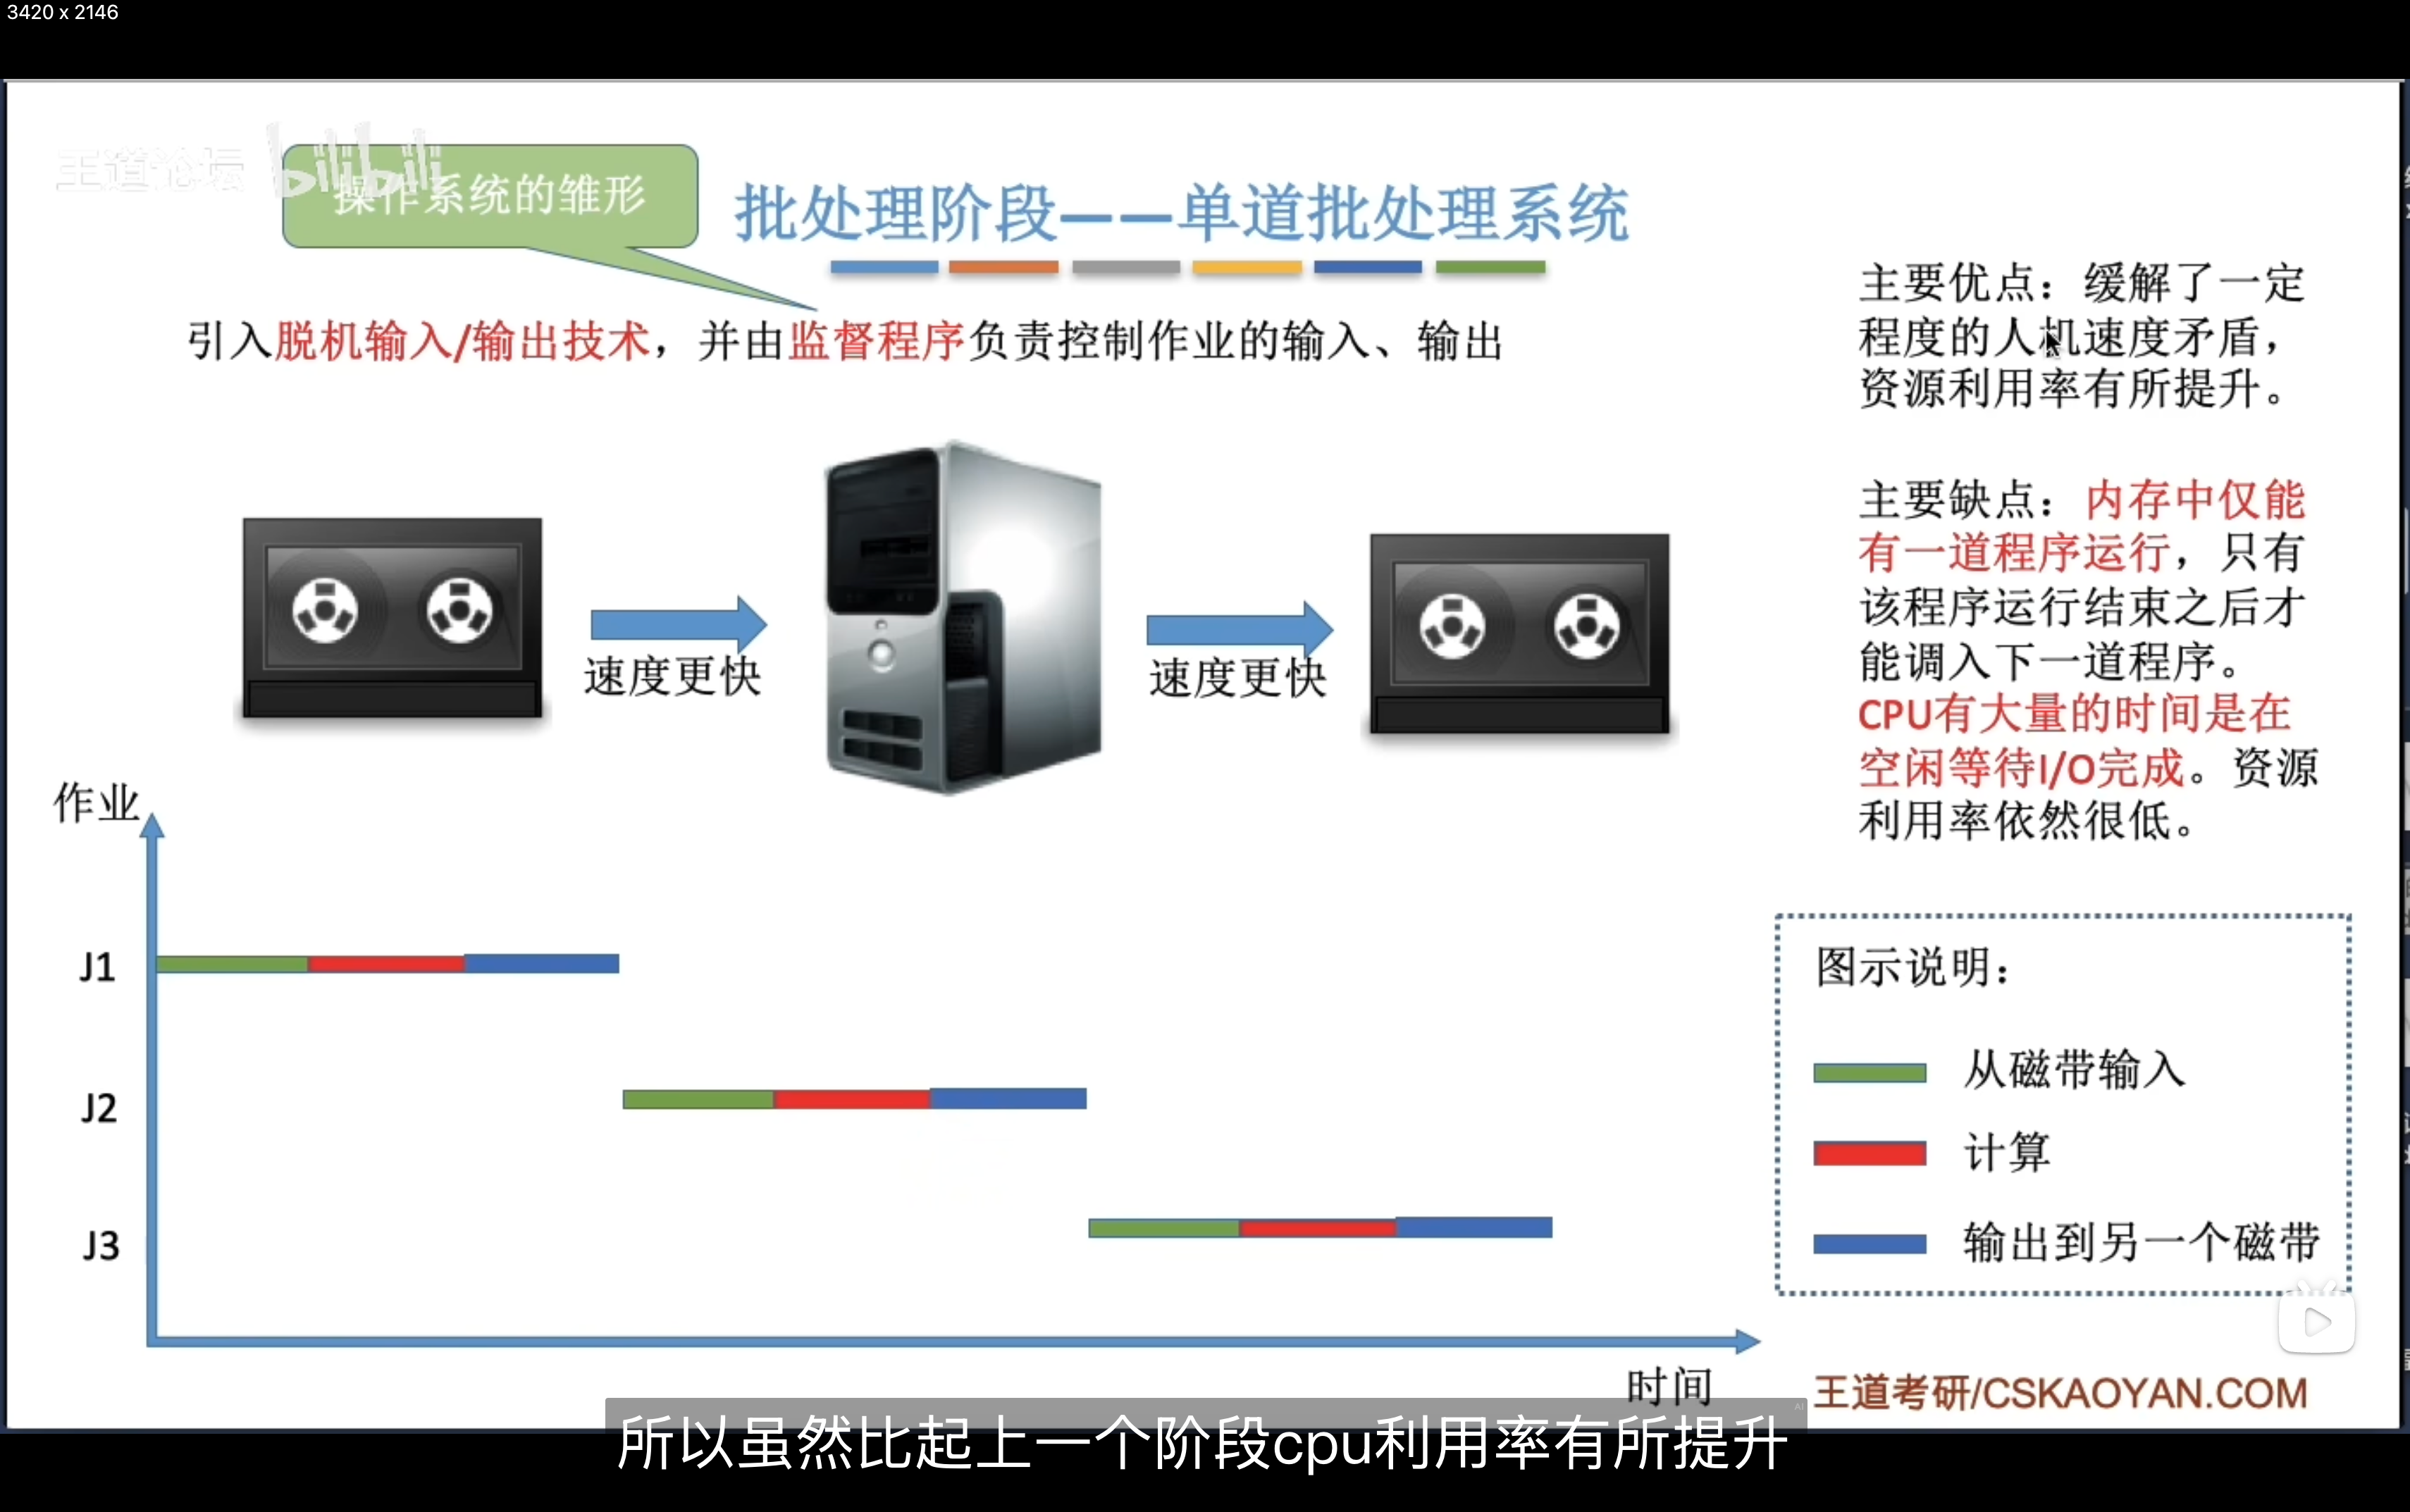 3420 x 2146
王道论坛 bilibili
操作系统的雏形
批处理阶段——单道批处理系统
引入脱机输入/输出技术，并由监督程序负责控制作业的输入、输出
主要优点：缓解了一定
程度的人机速度矛盾，
资源利用率有所提升。
主要缺点：内存中仅能
有一道程序运行，只有
该程序运行结束之后才
能调入下一道程序。
CPU有大量的时间是在
空闲等待I/O完成。资源
利用率依然很低。
速度更快
速度更快
作业
J1
J2
J3
时间
图示说明：
从磁带输入
计算
输出到另一个磁带
王道考研/CSKAOYAN.COM
AI
所以虽然比起上一个阶段cpu利用率有所提升